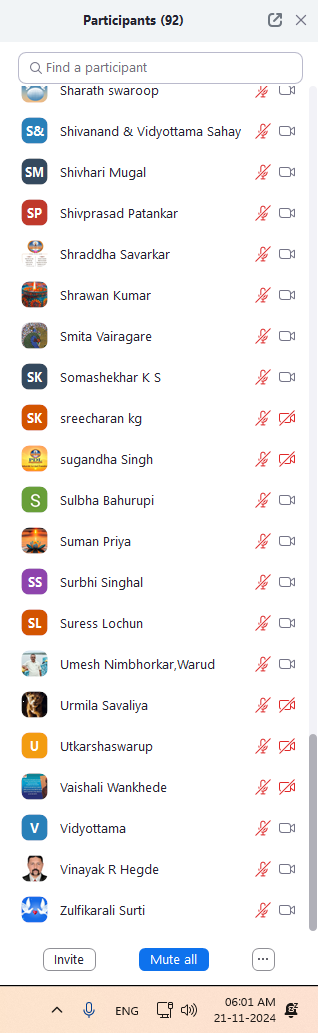 Participants (92)
Find a participant
Sharath swaroop
S& Shivanand & Vidyottama Sahay
SM Shivhari Mugal
SP Shivprasad Patankar
Shraddha Savarkar
Shrawan Kumar
Smita Vairagare
SK Somashekhar K S
SK sreecharan kg
sugandha Singh
S Sulbha Bahurupi
Suman Priya
SS Surbhi Singhal
SL Suress Lochun
Umesh Nimbhorkar,Warud
Urmila Savaliya
U Utkarshaswarup
Vaishali Wankhede
V Vidyottama
Vinayak R Hegde
Zulfikarali Surti
Invite Mute all ...
ENG 06:01 AM
21-11-2024